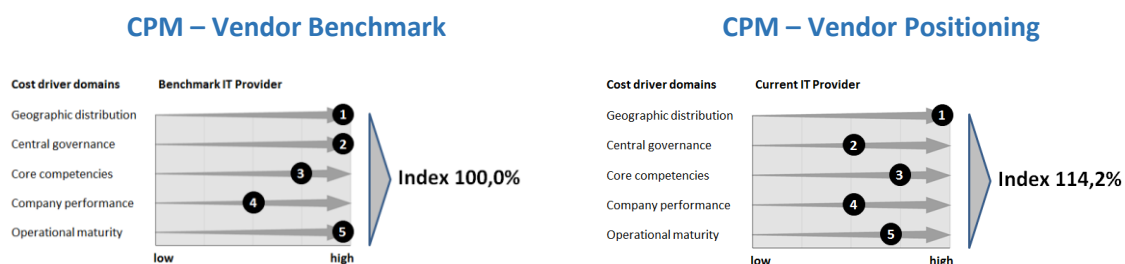 CPM – Vendor Benchmark
Cost driver domains Benchmark IT Provider
Geographic distribution 1
Central governance 2
Core competencies 3
Company performance 4
Operational maturity 5
low high
Index 100,0%
CPM – Vendor Positioning
Cost driver domains Current IT Provider
Geographic distribution 1
Central governance 2
Core competencies 3
Company performance 4
Operational maturity 5
low high
Index 114,2%